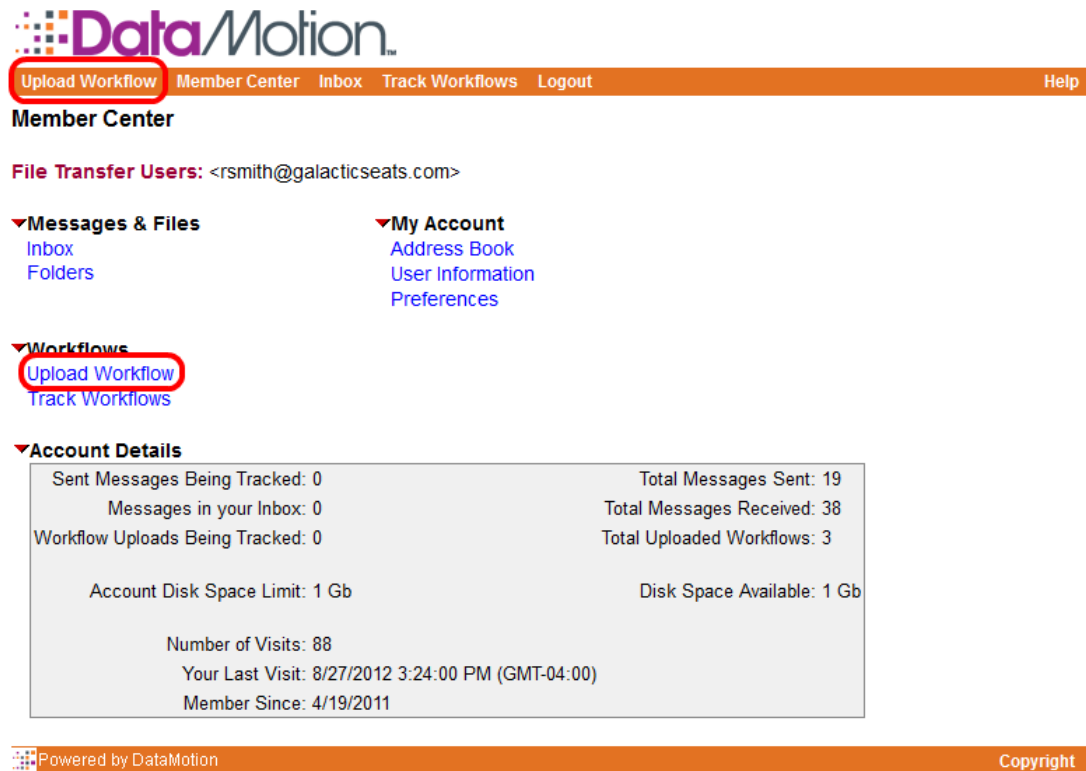 DataMotion™
Upload Workflow Member Center Inbox Track Workflows Logout Help
Member Center
File Transfer Users: <rsmith@galacticseats.com>
Messages & Files
Inbox
Folders
My Account
Address Book
User Information
Preferences
Workflows
Upload Workflow
Track Workflows
Account Details
Sent Messages Being Tracked: 0 Total Messages Sent: 19
Messages in your Inbox: 0 Total Messages Received: 38
Workflow Uploads Being Tracked: 0 Total Uploaded Workflows: 3
Account Disk Space Limit: 1 Gb Disk Space Available: 1 Gb
Number of Visits: 88
Your Last Visit: 8/27/2012 3:24:00 PM (GMT-04:00)
Member Since: 4/19/2011
Powered by DataMotion Copyright